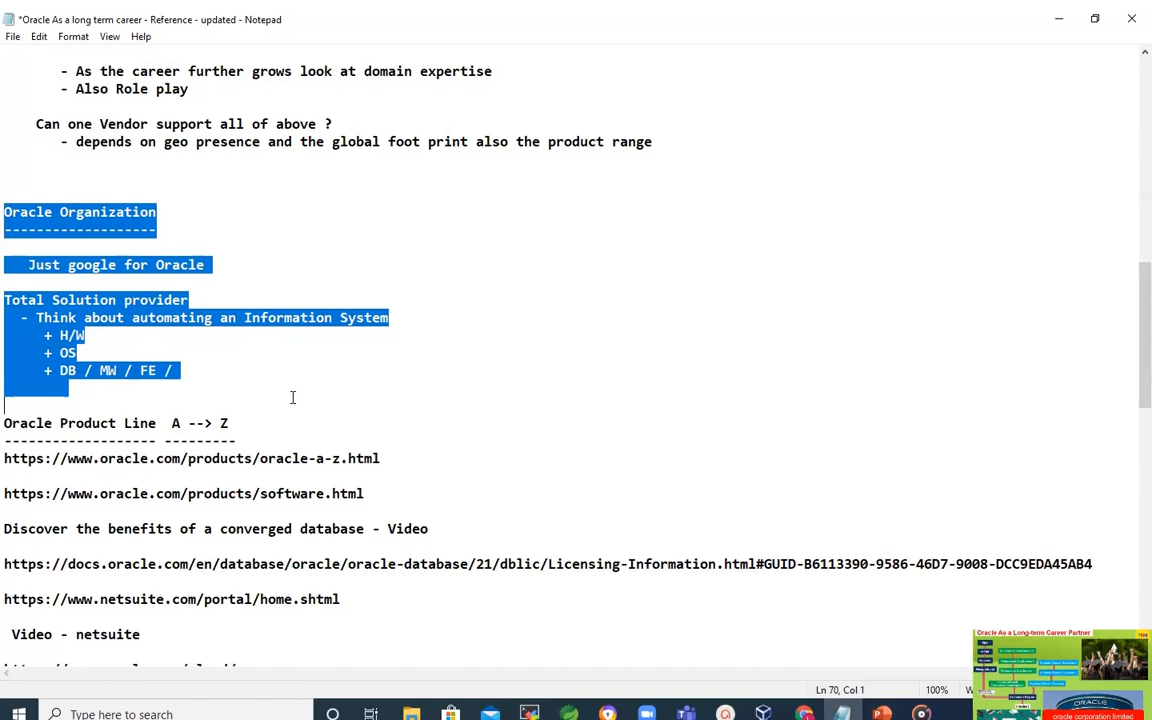 *Oracle As a long term career - Reference - updated - Notepad
File Edit Format View Help
- As the career further grows look at domain expertise
- Also Role play
Can one Vendor support all of above ?
- depends on geo presence and the global foot print also the product range
Oracle Organization
-------------------
Just google for Oracle
Total Solution provider
- Think about automating an Information System
+ H/W
+ OS
+ DB / MW / FE /
Oracle Product Line A --> Z
------------------- ---------
https://www.oracle.com/products/oracle-a-z.html
https://www.oracle.com/products/software.html
Discover the benefits of a converged database - Video
https://docs.oracle.com/en/database/oracle/oracle-database/21/dblic/Licensing-Information.html#GUID-B6113390-9586-46D7-9008-DCC9EDA45AB4
https://www.netsuite.com/portal/home.shtml
Video - netsuite
Oracle As a Long-term Career Partner
oracle corporation limited
Ln 70, Col 1 100%
Type here to search